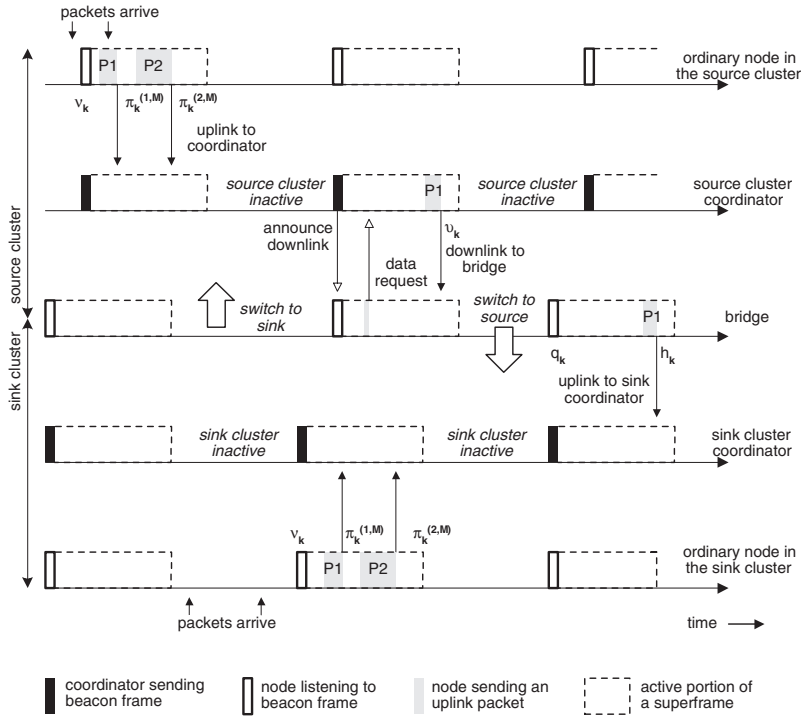 packets arrive
P1
P2
ordinary node in
the source cluster
νk
πk(1,M)
πk(2,M)
uplink to
coordinator
source cluster
inactive
P1
source cluster
inactive
source cluster
coordinator
source cluster
announce
downlink
υk
downlink to
bridge
data
request
switch to
sink
switch to
source
P1
bridge
sink cluster
qk
hk
uplink to sink
coordinator
sink cluster
inactive
sink cluster
inactive
sink cluster
coordinator
νk
πk(1,M)
πk(2,M)
P1
P2
ordinary node in
the sink cluster
packets arrive
time
coordinator sending
beacon frame
node listening to
beacon frame
node sending an
uplink packet
active portion of
a superframe